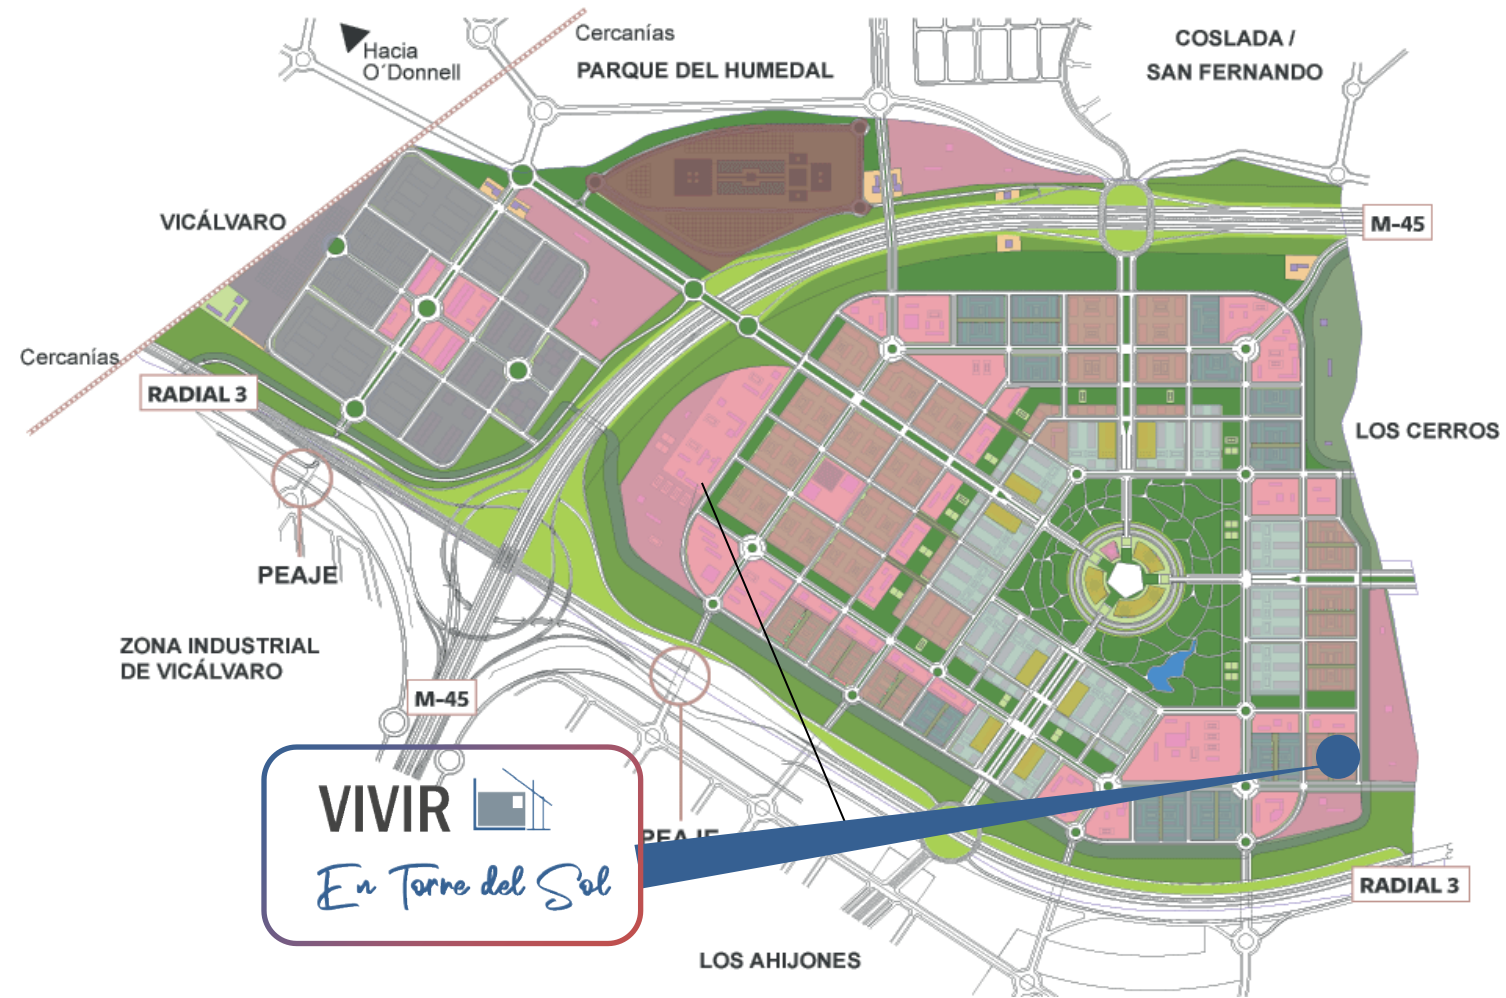 Cercanías
Hacia
O´Donnell
PARQUE DEL HUMEDAL
COSLADA /
SAN FERNANDO
VICÁLVARO
M-45
Cercanías
RADIAL 3
LOS CERROS
PEAJE
ZONA INDUSTRIAL
DE VICÁLVARO
M-45
VIVIR
En Torre del Sol
PEAJE
RADIAL 3
LOS AHIJONES